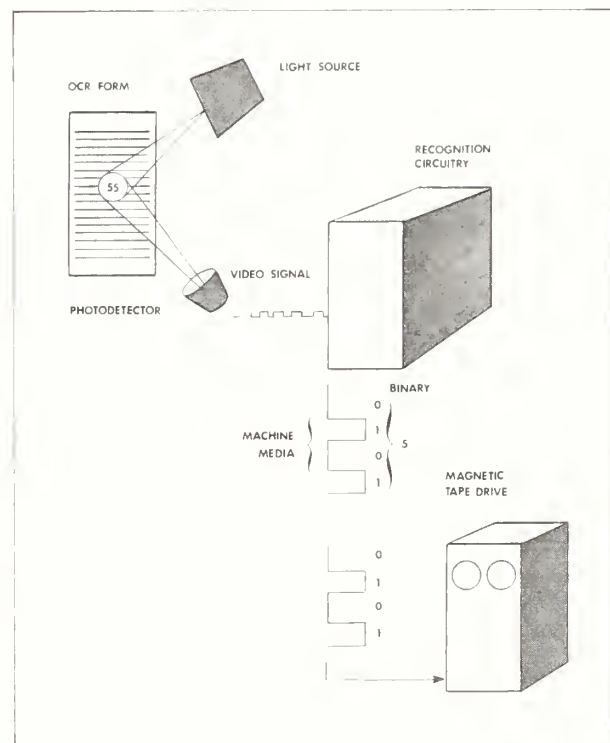 LIGHT SOURCE
OCR FORM
RECOGNITION
CIRCUITRY
55
VIDEO SIGNAL
PHOTODETECTOR
BINARY
0
1
MACHINE
MEDIA
5
0
1
MAGNETIC
TAPE DRIVE
0
1
0
1